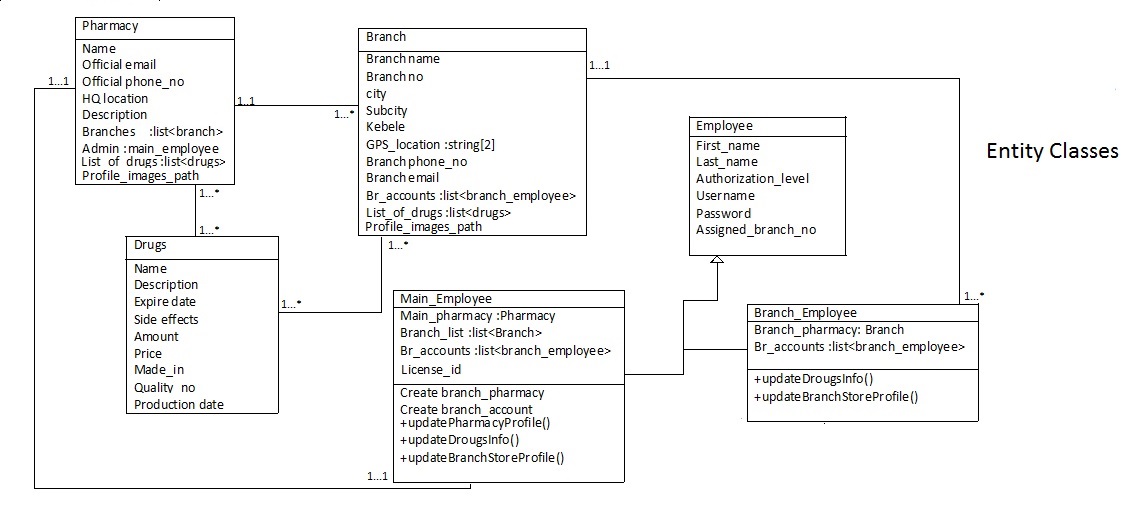 Pharmacy
Name
Official email
Official phone_no
HQ location
Description
Branches :list<branch>
Admin :main_employee
List_of_drugs :list<drugs>
Profile_images_path
1...1
1..1
1...*
1...*
1...*
Branch
Branch name
Branch no
city
Subcity
Kebele
GPS_location :string[2]
Branch phone_no
Branch email
Br_accounts :list<branch_employee>
List_of_drugs :list<drugs>
Profile_images_path
1...1
1...*
Employee
First_name
Last_name
Authorization_level
Username
Password
Assigned_branch_no
Entity Classes
Drugs
Name
Description
Expire date
Side effects
Amount
Price
Made_in
Quality_no
Production date
1...*
Main_Employee
Main_pharmacy :Pharmacy
Branch_list :list<Branch>
Br_accounts :list<branch_employee>
License_id
Create branch_pharmacy
Create branch_account
+updatePharmacyProfile()
+updateDrougsInfo()
+updateBranchStoreProfile()
1...1
1...*
Branch_Employee
Branch_pharmacy: Branch
Br_accounts :list<branch_employee>
+updateDrougsInfo()
+updateBranchStoreProfile()